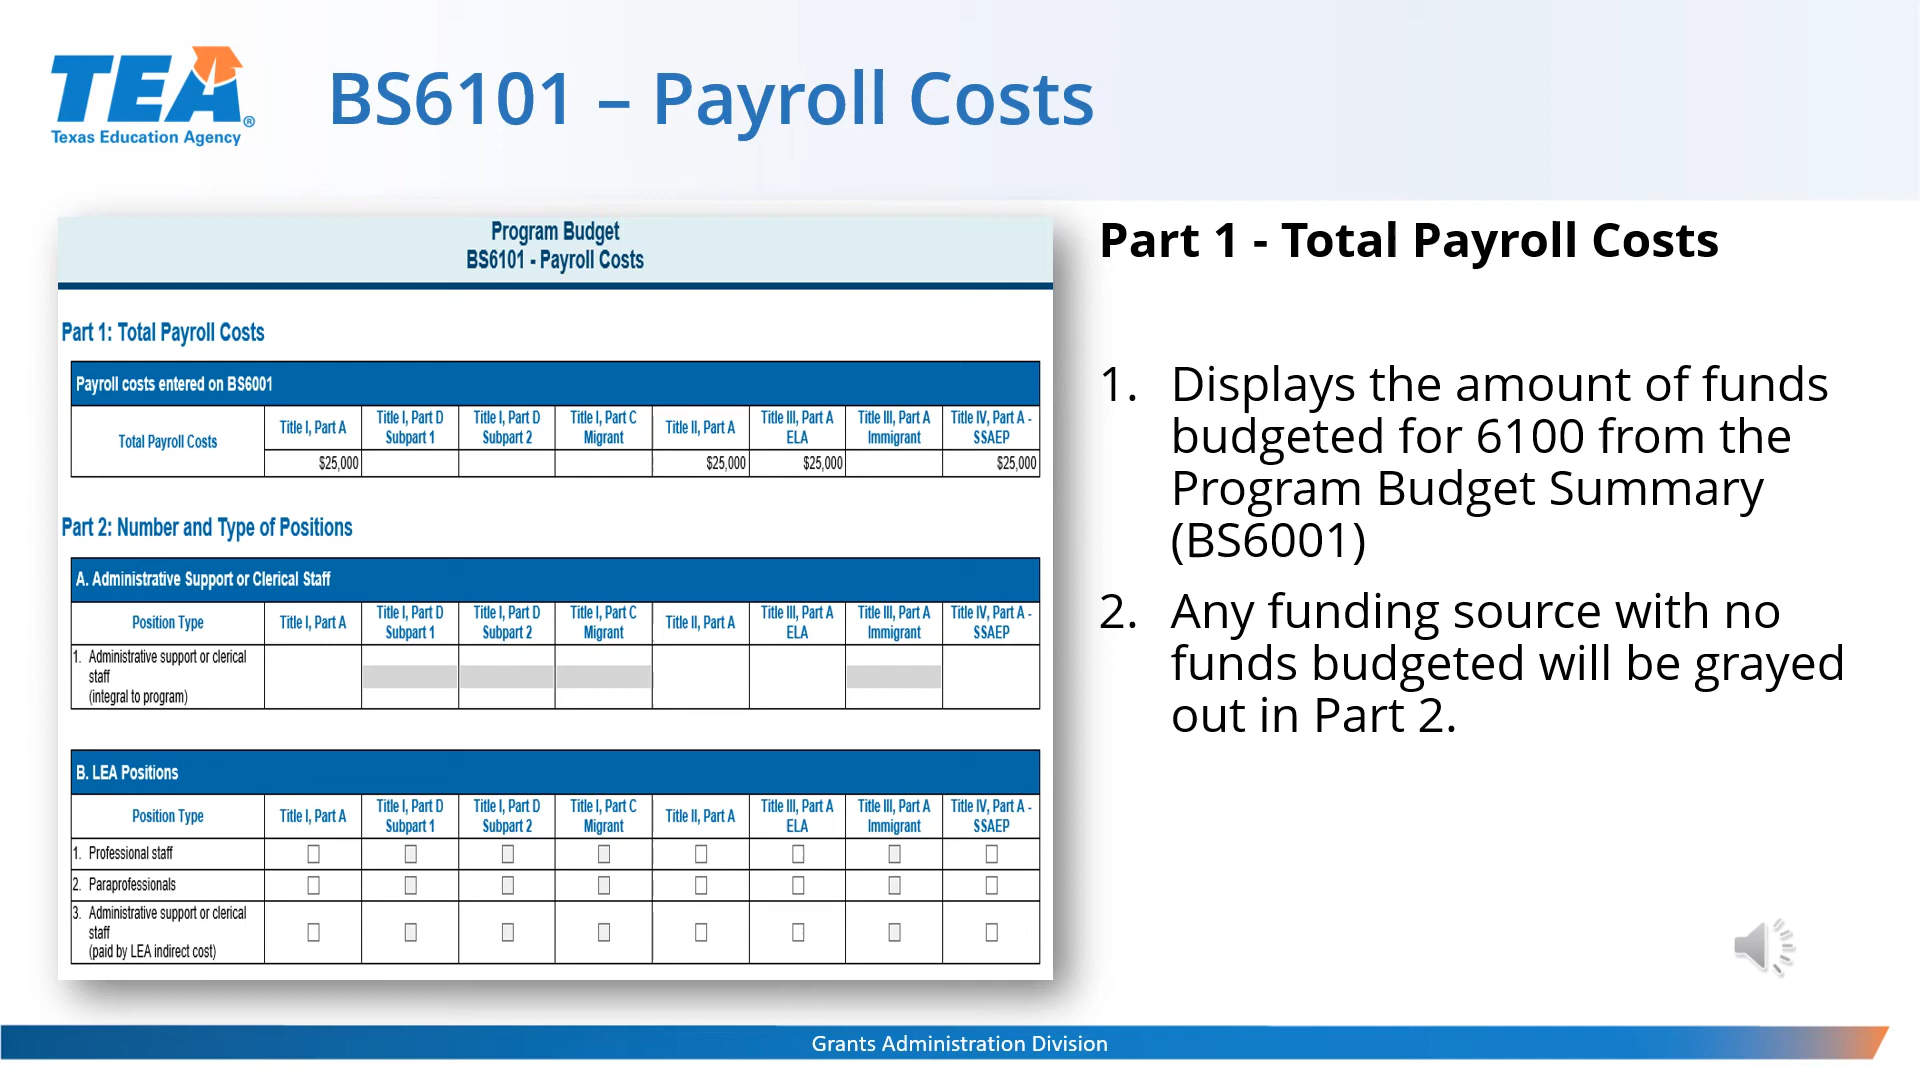 TEA®
Texas Education Agency
BS6101 – Payroll Costs
Program Budget
BS6101 - Payroll Costs
Part 1: Total Payroll Costs
Payroll costs entered on BS6001
Total Payroll Costs
Title I, Part A
Title I, Part D
Subpart 1
Title I, Part D
Subpart 2
Title I, Part C
Migrant
Title II, Part A
Title III, Part A
ELA
Title III, Part A
Immigrant
Title IV, Part A -
SSAEP
$25,000
$25,000
$25,000
$25,000
Part 2: Number and Type of Positions
A. Administrative Support or Clerical Staff
Position Type
Title I, Part A
Title I, Part D
Subpart 1
Title I, Part D
Subpart 2
Title I, Part C
Migrant
Title II, Part A
Title III, Part A
ELA
Title III, Part A
Immigrant
Title IV, Part A -
SSAEP
1. Administrative support or clerical
staff
(integral to program)
B. LEA Positions
Position Type
Title I, Part A
Title I, Part D
Subpart 1
Title I, Part D
Subpart 2
Title I, Part C
Migrant
Title II, Part A
Title III, Part A
ELA
Title III, Part A
Immigrant
Title IV, Part A -
SSAEP
1. Professional staff
2. Paraprofessionals
3. Administrative support or clerical
staff
(paid by LEA indirect cost)
Part 1 - Total Payroll Costs
1. Displays the amount of funds
budgeted for 6100 from the
Program Budget Summary
(BS6001)
2. Any funding source with no
funds budgeted will be grayed
out in Part 2.
Grants Administration Division